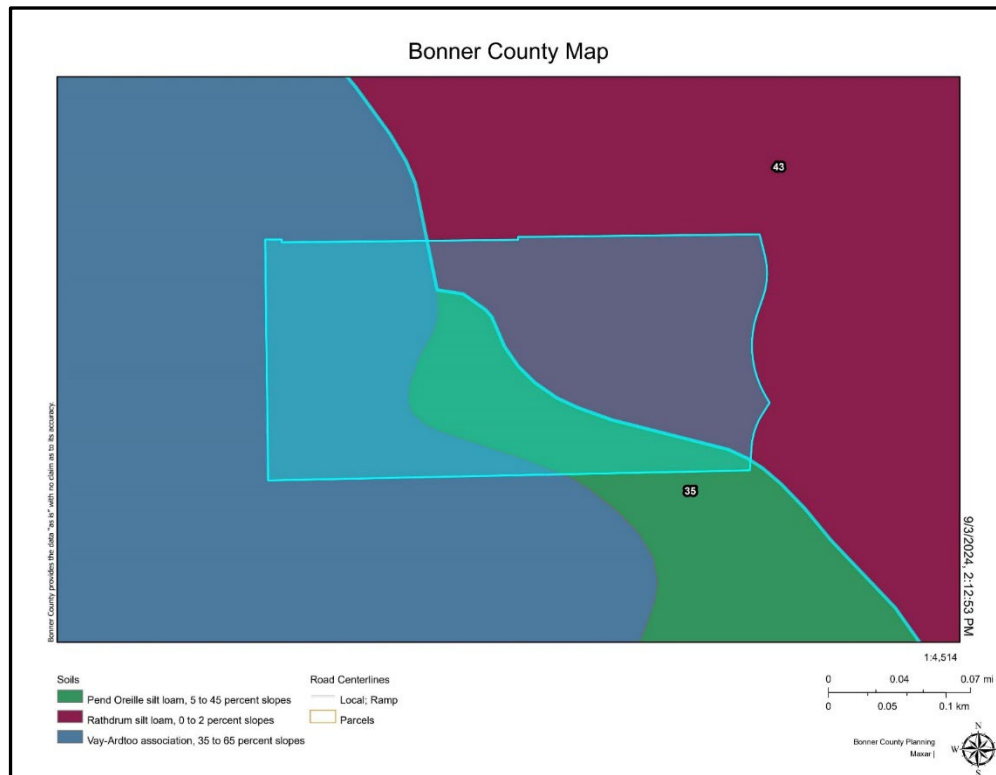 Bonner County Map
43
35
Bonner County provides the data "as is" with no claim as to its accuracy.
9/3/2024, 2:12:53 PM
1:4,514
Soils
Pend Oreille silt loam, 5 to 45 percent slopes
Rathdrum silt loam, 0 to 2 percent slopes
Vay-Ardtoo association, 35 to 65 percent slopes
Road Centerlines
Local; Ramp
Parcels
0 0.04 0.07 mi
0 0.05 0.1 km
Bonner County Planning
Maxar |
N
W E
S